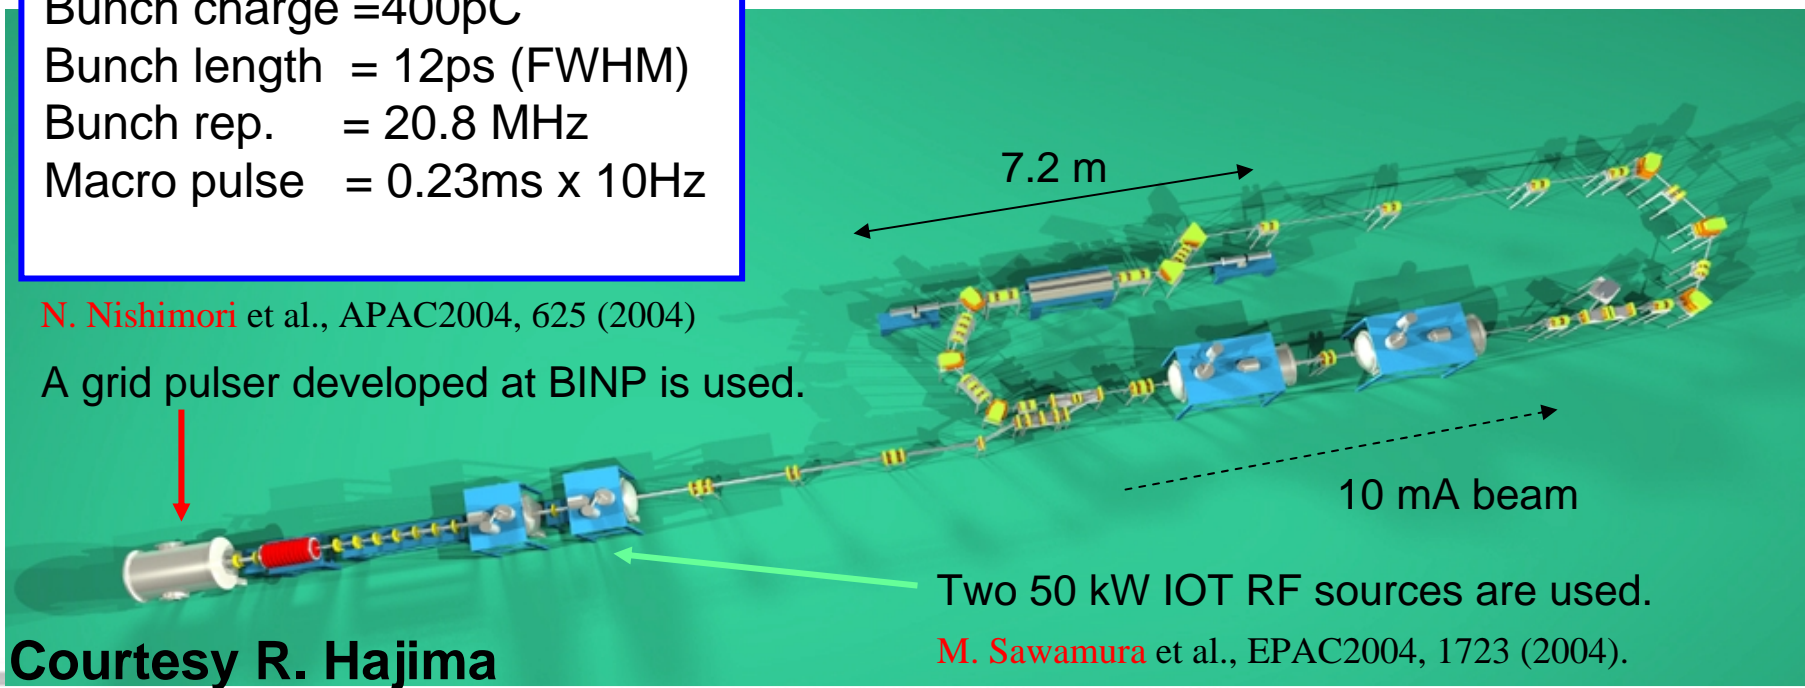 Bunch charge =400pC
Bunch length = 12ps (FWHM)
Bunch rep. = 20.8 MHz
Macro pulse = 0.23ms x 10Hz
7.2 m
N. Nishimori et al., APAC2004, 625 (2004)
A grid pulser developed at BINP is used.
10 mA beam
Two 50 kW IOT RF sources are used.
M. Sawamura et al., EPAC2004, 1723 (2004).
Courtesy R. Hajima